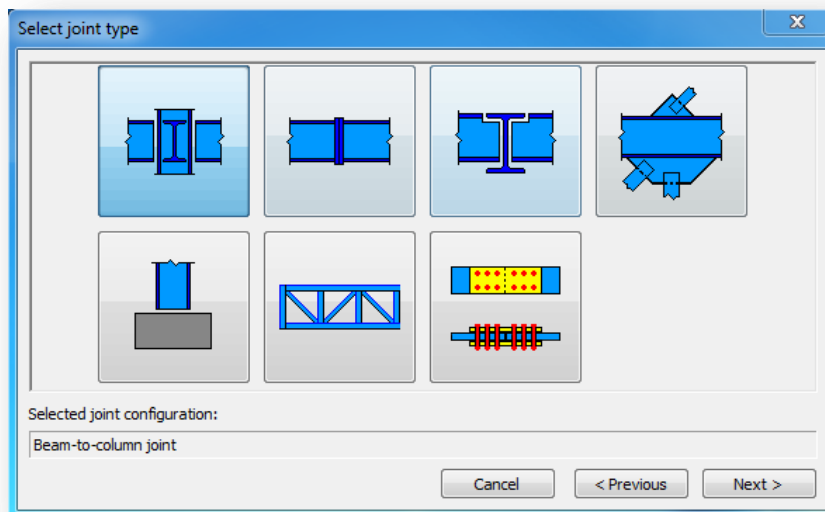 Select joint type
Selected joint configuration:
Beam-to-column joint
Cancel
< Previous
Next >